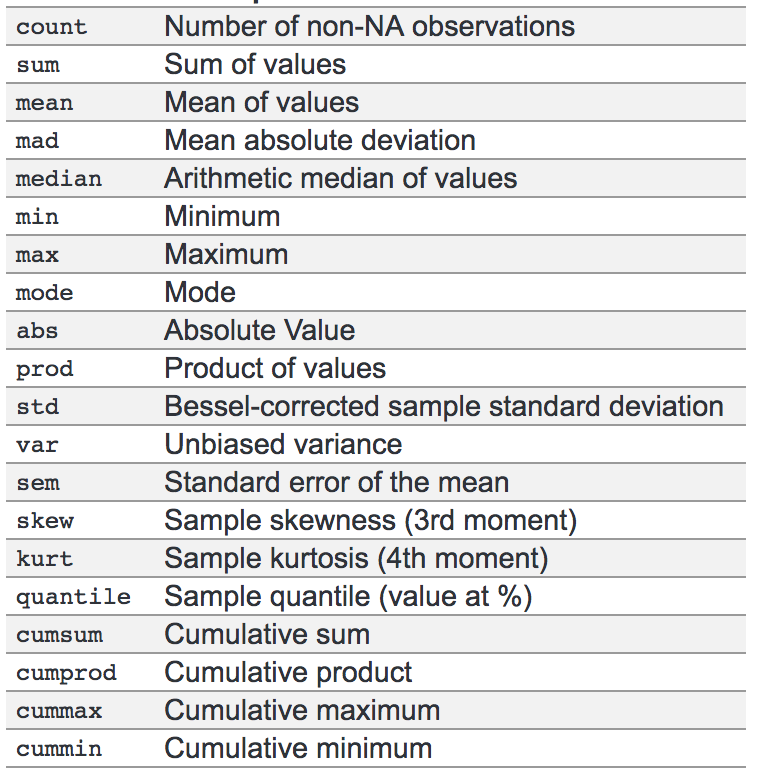 count Number of non-NA observations
sum Sum of values
mean Mean of values
mad Mean absolute deviation
median Arithmetic median of values
min Minimum
max Maximum
mode Mode
abs Absolute Value
prod Product of values
std Bessel-corrected sample standard deviation
var Unbiased variance
sem Standard error of the mean
skew Sample skewness (3rd moment)
kurt Sample kurtosis (4th moment)
quantile Sample quantile (value at %)
cumsum Cumulative sum
cumprod Cumulative product
cummax Cumulative maximum
cummin Cumulative minimum